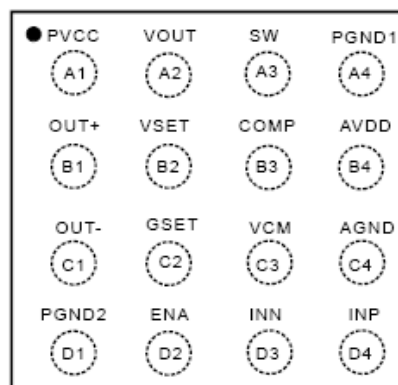 PVCC VOUT SW PGND1
A1 A2 A3 A4
OUT+ VSET COMP AVDD
B1 B2 B3 B4
OUT- GSET VCM AGND
C1 C2 C3 C4
PGND2 ENA INN INP
D1 D2 D3 D4